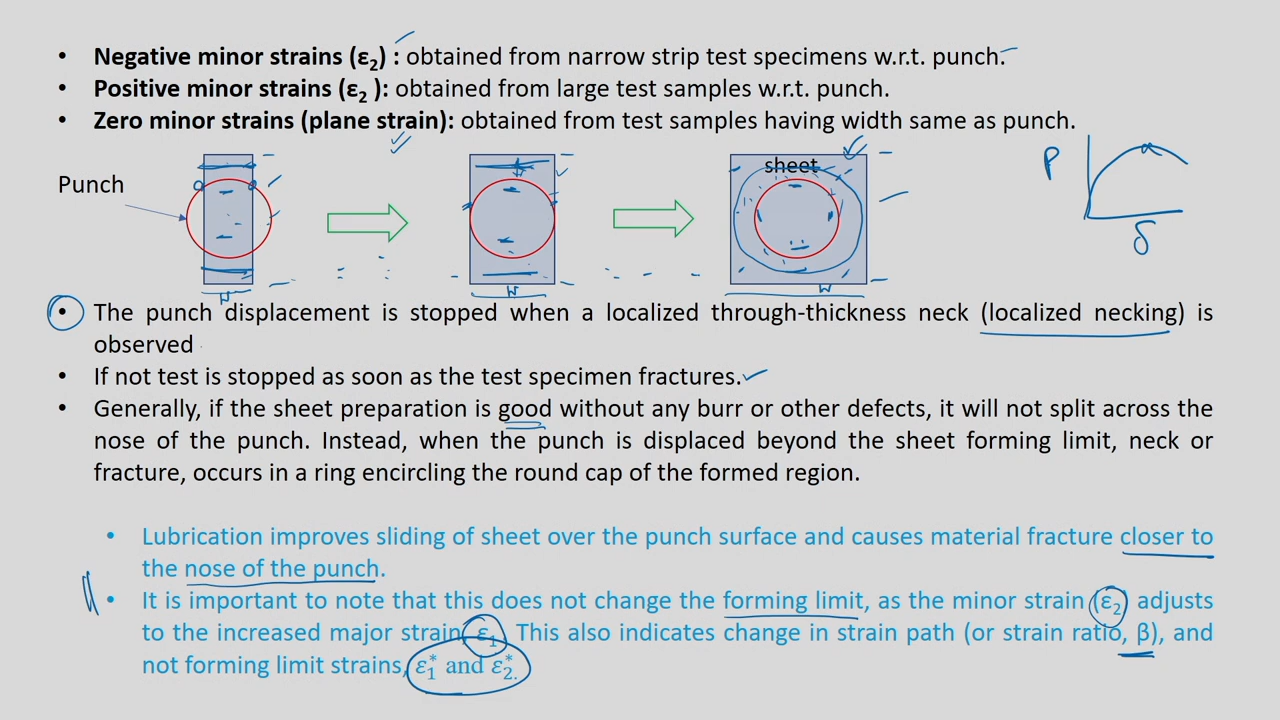 • Negative minor strains (ε₂) : obtained from narrow strip test specimens w.r.t. punch.
• Positive minor strains (ε₂ ): obtained from large test samples w.r.t. punch.
• Zero minor strains (plane strain): obtained from test samples having width same as punch.
Punch
sheet
P
δ
W
W
W
• The punch displacement is stopped when a localized through-thickness neck (localized necking) is
observed
• If not test is stopped as soon as the test specimen fractures.
• Generally, if the sheet preparation is good without any burr or other defects, it will not split across the
nose of the punch. Instead, when the punch is displaced beyond the sheet forming limit, neck or
fracture, occurs in a ring encircling the round cap of the formed region.
• Lubrication improves sliding of sheet over the punch surface and causes material fracture closer to
the nose of the punch.
• It is important to note that this does not change the forming limit, as the minor strain (ε₂) adjusts
to the increased major strain, ε₁. This also indicates change in strain path (or strain ratio, β), and
not forming limit strains, ε₁* and ε₂*.